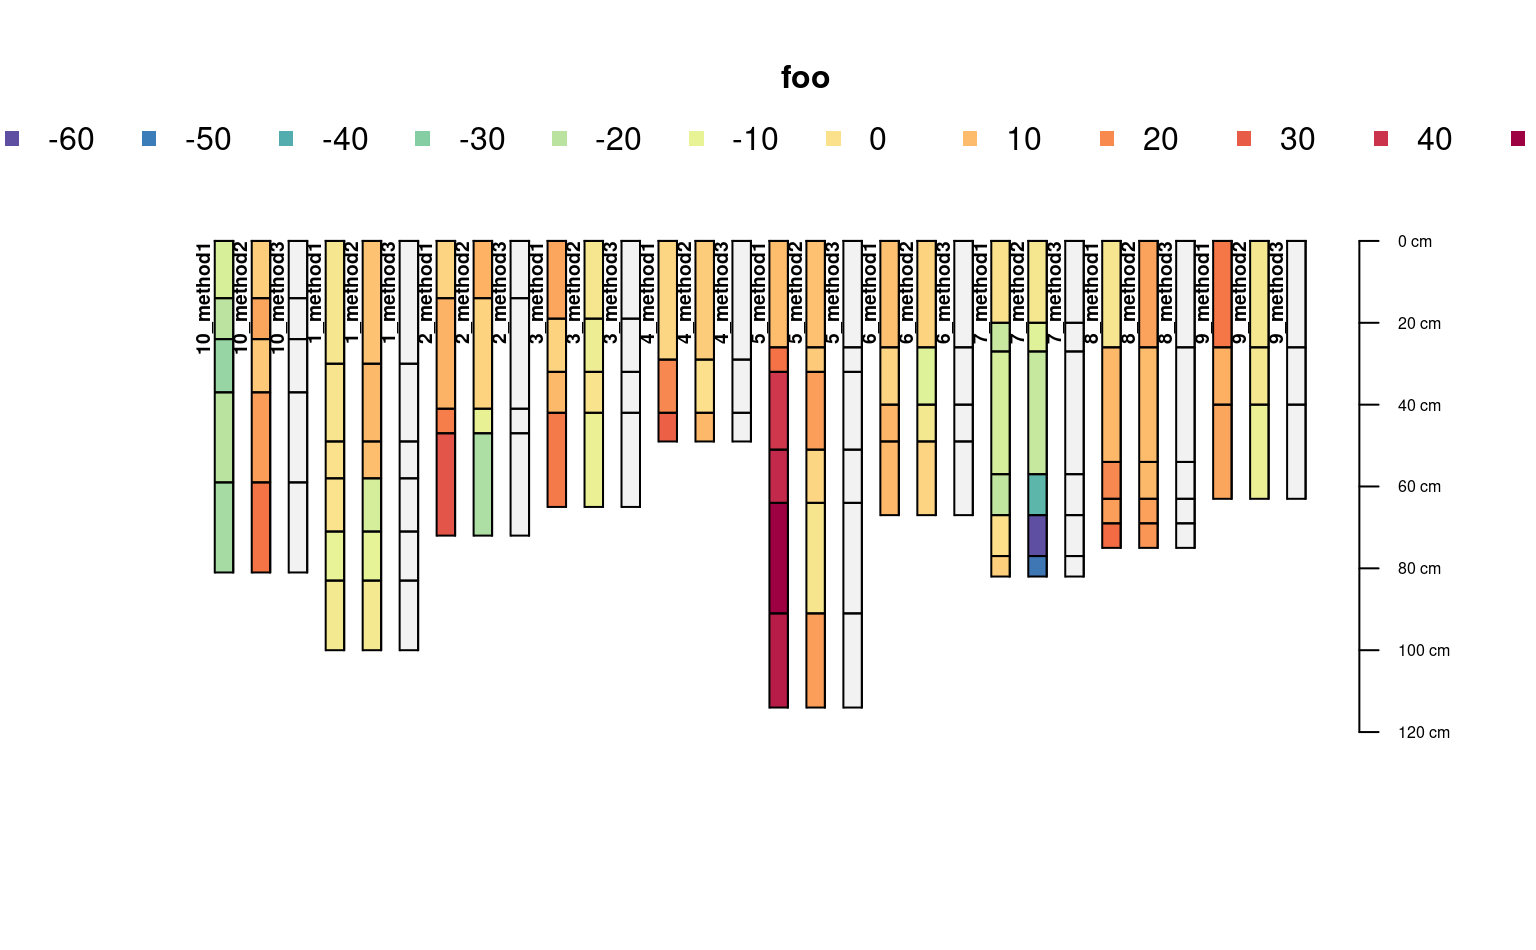 foo
-60 -50 -40 -30 -20 -10 0 10 20 30 40
10_method1
10_method2
10_method3
1_method1
1_method2
1_method3
2_method1
2_method2
2_method3
3_method1
3_method2
3_method3
4_method1
4_method2
4_method3
5_method1
5_method2
5_method3
6_method1
6_method2
6_method3
7_method1
7_method2
7_method3
8_method1
8_method2
8_method3
9_method1
9_method2
9_method3
0 cm
20 cm
40 cm
60 cm
80 cm
100 cm
120 cm